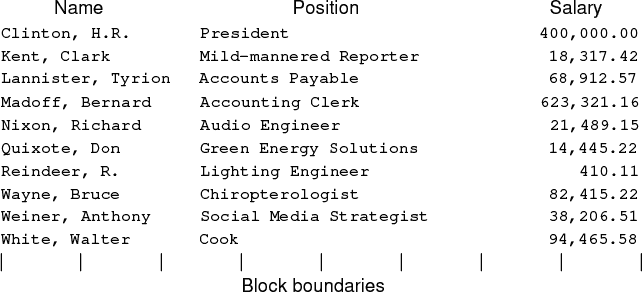 Name Position Salary
Clinton, H.R. President 400,000.00
Kent, Clark Mild-mannered Reporter 18,317.42
Lannister, Tyrion Accounts Payable 68,912.57
Madoff, Bernard Accounting Clerk 623,321.16
Nixon, Richard Audio Engineer 21,489.15
Quixote, Don Green Energy Solutions 14,445.22
Reindeer, R. Lighting Engineer 410.11
Wayne, Bruce Chiropterologist 82,415.22
Weiner, Anthony Social Media Strategist 38,206.51
White, Walter Cook 94,465.58
Block boundaries